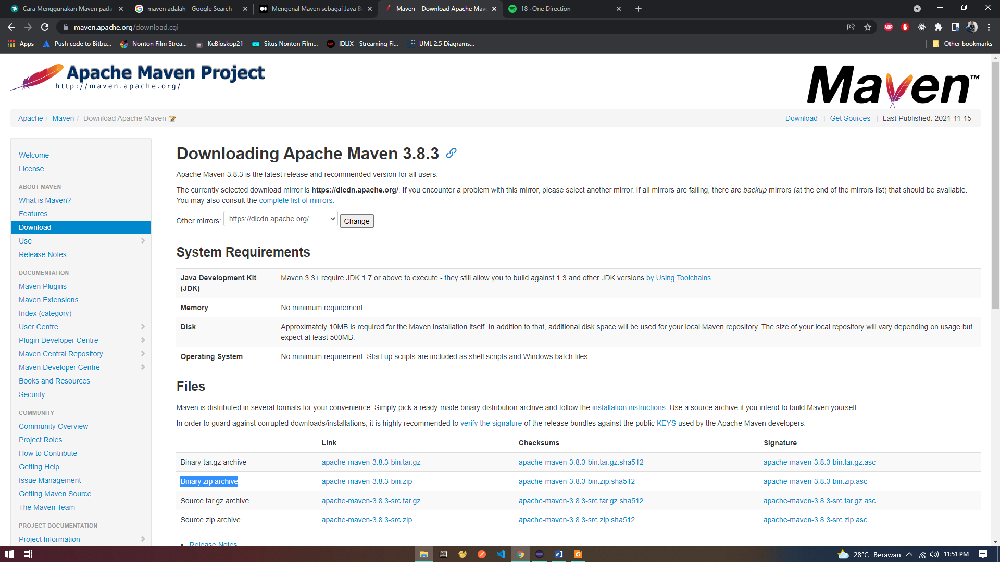 Cara Menggunakan Maven pada
maven adalah - Google Search
Mengenal Maven sebagai Java B
Maven – Download Apache Mave
18 · One Direction
maven.apache.org/download.cgi
ABP
Apps
Push code to Bitbu...
Nonton Film Strea...
KeBioskop21
Situs Nonton Film...
IDLIX - Streaming Fi...
UML 2.5 Diagrams...
Other bookmarks
Apache Maven Project
http://maven.apache.org/
Maven™
Apache / Maven / Download Apache Maven
Download | Get Sources | Last Published: 2021-11-15
Welcome
License
ABOUT MAVEN
What is Maven?
Features
Download
Use
Release Notes
DOCUMENTATION
Maven Plugins
Maven Extensions
Index (category)
User Centre
Plugin Developer Centre
Maven Central Repository
Maven Developer Centre
Books and Resources
Security
COMMUNITY
Community Overview
Project Roles
How to Contribute
Getting Help
Issue Management
Getting Maven Source
The Maven Team
PROJECT DOCUMENTATION
Project Information
Downloading Apache Maven 3.8.3
Apache Maven 3.8.3 is the latest release and recommended version for all users.
The currently selected download mirror is https://dlcdn.apache.org/. If you encounter a problem with this mirror, please select another mirror. If all mirrors are failing, there are backup mirrors (at the end of the mirrors list) that should be available.
You may also consult the complete list of mirrors.
Other mirrors: https://dlcdn.apache.org/ Change
System Requirements
Java Development Kit
(JDK)
Maven 3.3+ require JDK 1.7 or above to execute - they still allow you to build against 1.3 and other JDK versions by Using Toolchains
Memory
No minimum requirement
Disk
Approximately 10MB is required for the Maven installation itself. In addition to that, additional disk space will be used for your local Maven repository. The size of your local repository will vary depending on usage but
expect at least 500MB.
Operating System
No minimum requirement. Start up scripts are included as shell scripts and Windows batch files.
Files
Maven is distributed in several formats for your convenience. Simply pick a ready-made binary distribution archive and follow the installation instructions. Use a source archive if you intend to build Maven yourself.
In order to guard against corrupted downloads/installations, it is highly recommended to verify the signature of the release bundles against the public KEYS used by the Apache Maven developers.
Link Checksums Signature
Binary tar.gz archive apache-maven-3.8.3-bin.tar.gz apache-maven-3.8.3-bin.tar.gz.sha512 apache-maven-3.8.3-bin.tar.gz.asc
Binary zip archive apache-maven-3.8.3-bin.zip apache-maven-3.8.3-bin.zip.sha512 apache-maven-3.8.3-bin.zip.asc
Source tar.gz archive apache-maven-3.8.3-src.tar.gz apache-maven-3.8.3-src.tar.gz.sha512 apache-maven-3.8.3-src.tar.gz.asc
Source zip archive apache-maven-3.8.3-src.zip apache-maven-3.8.3-src.zip.sha512 apache-maven-3.8.3-src.zip.asc
Release Notes
28°C Berawan
11:51 PM